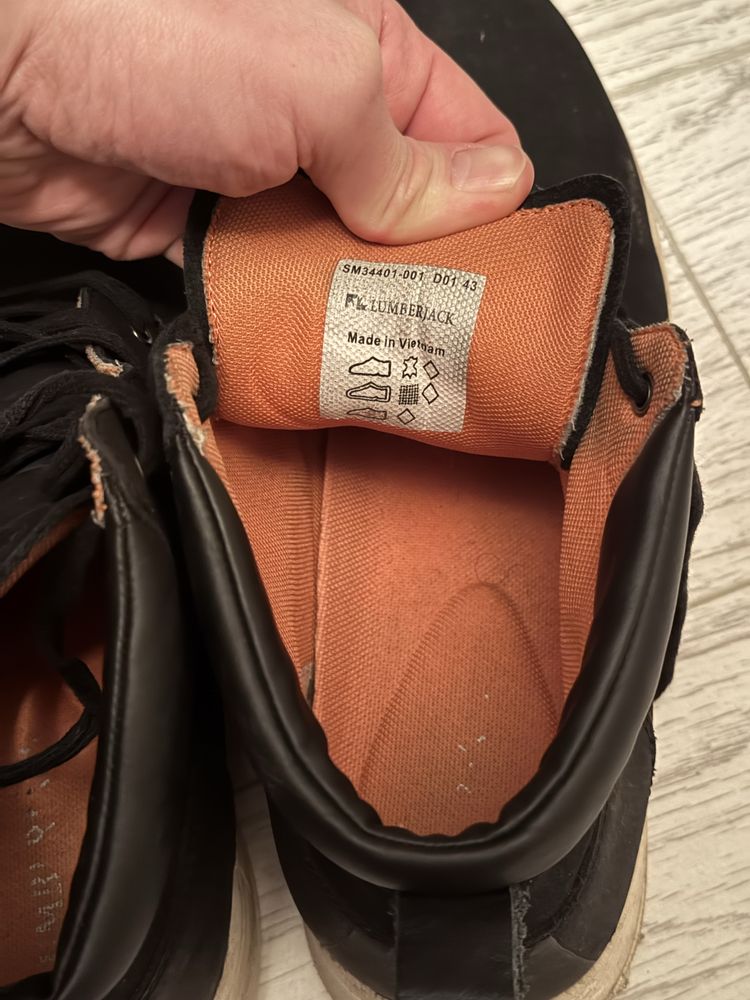 SM34401-001 D01 43
LUMBERJACK
Made in Vietnam